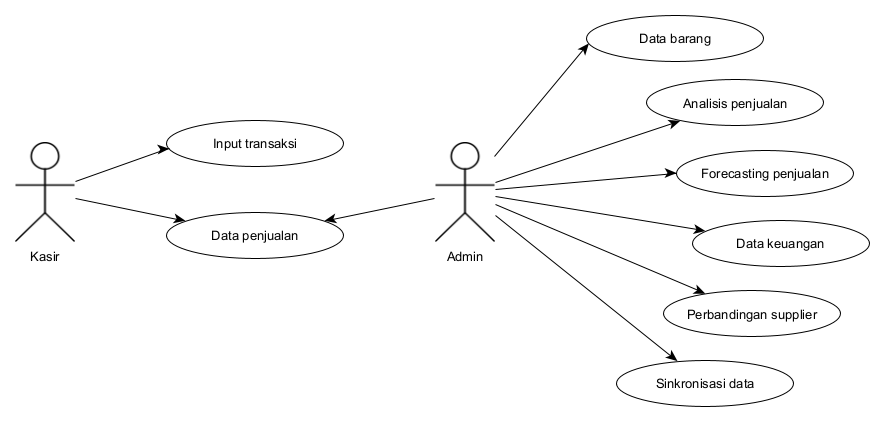 Data barang
Analisis penjualan
Input transaksi
Forecasting penjualan
Data penjualan
Data keuangan
Kasir
Admin
Perbandingan supplier
Sinkronisasi data